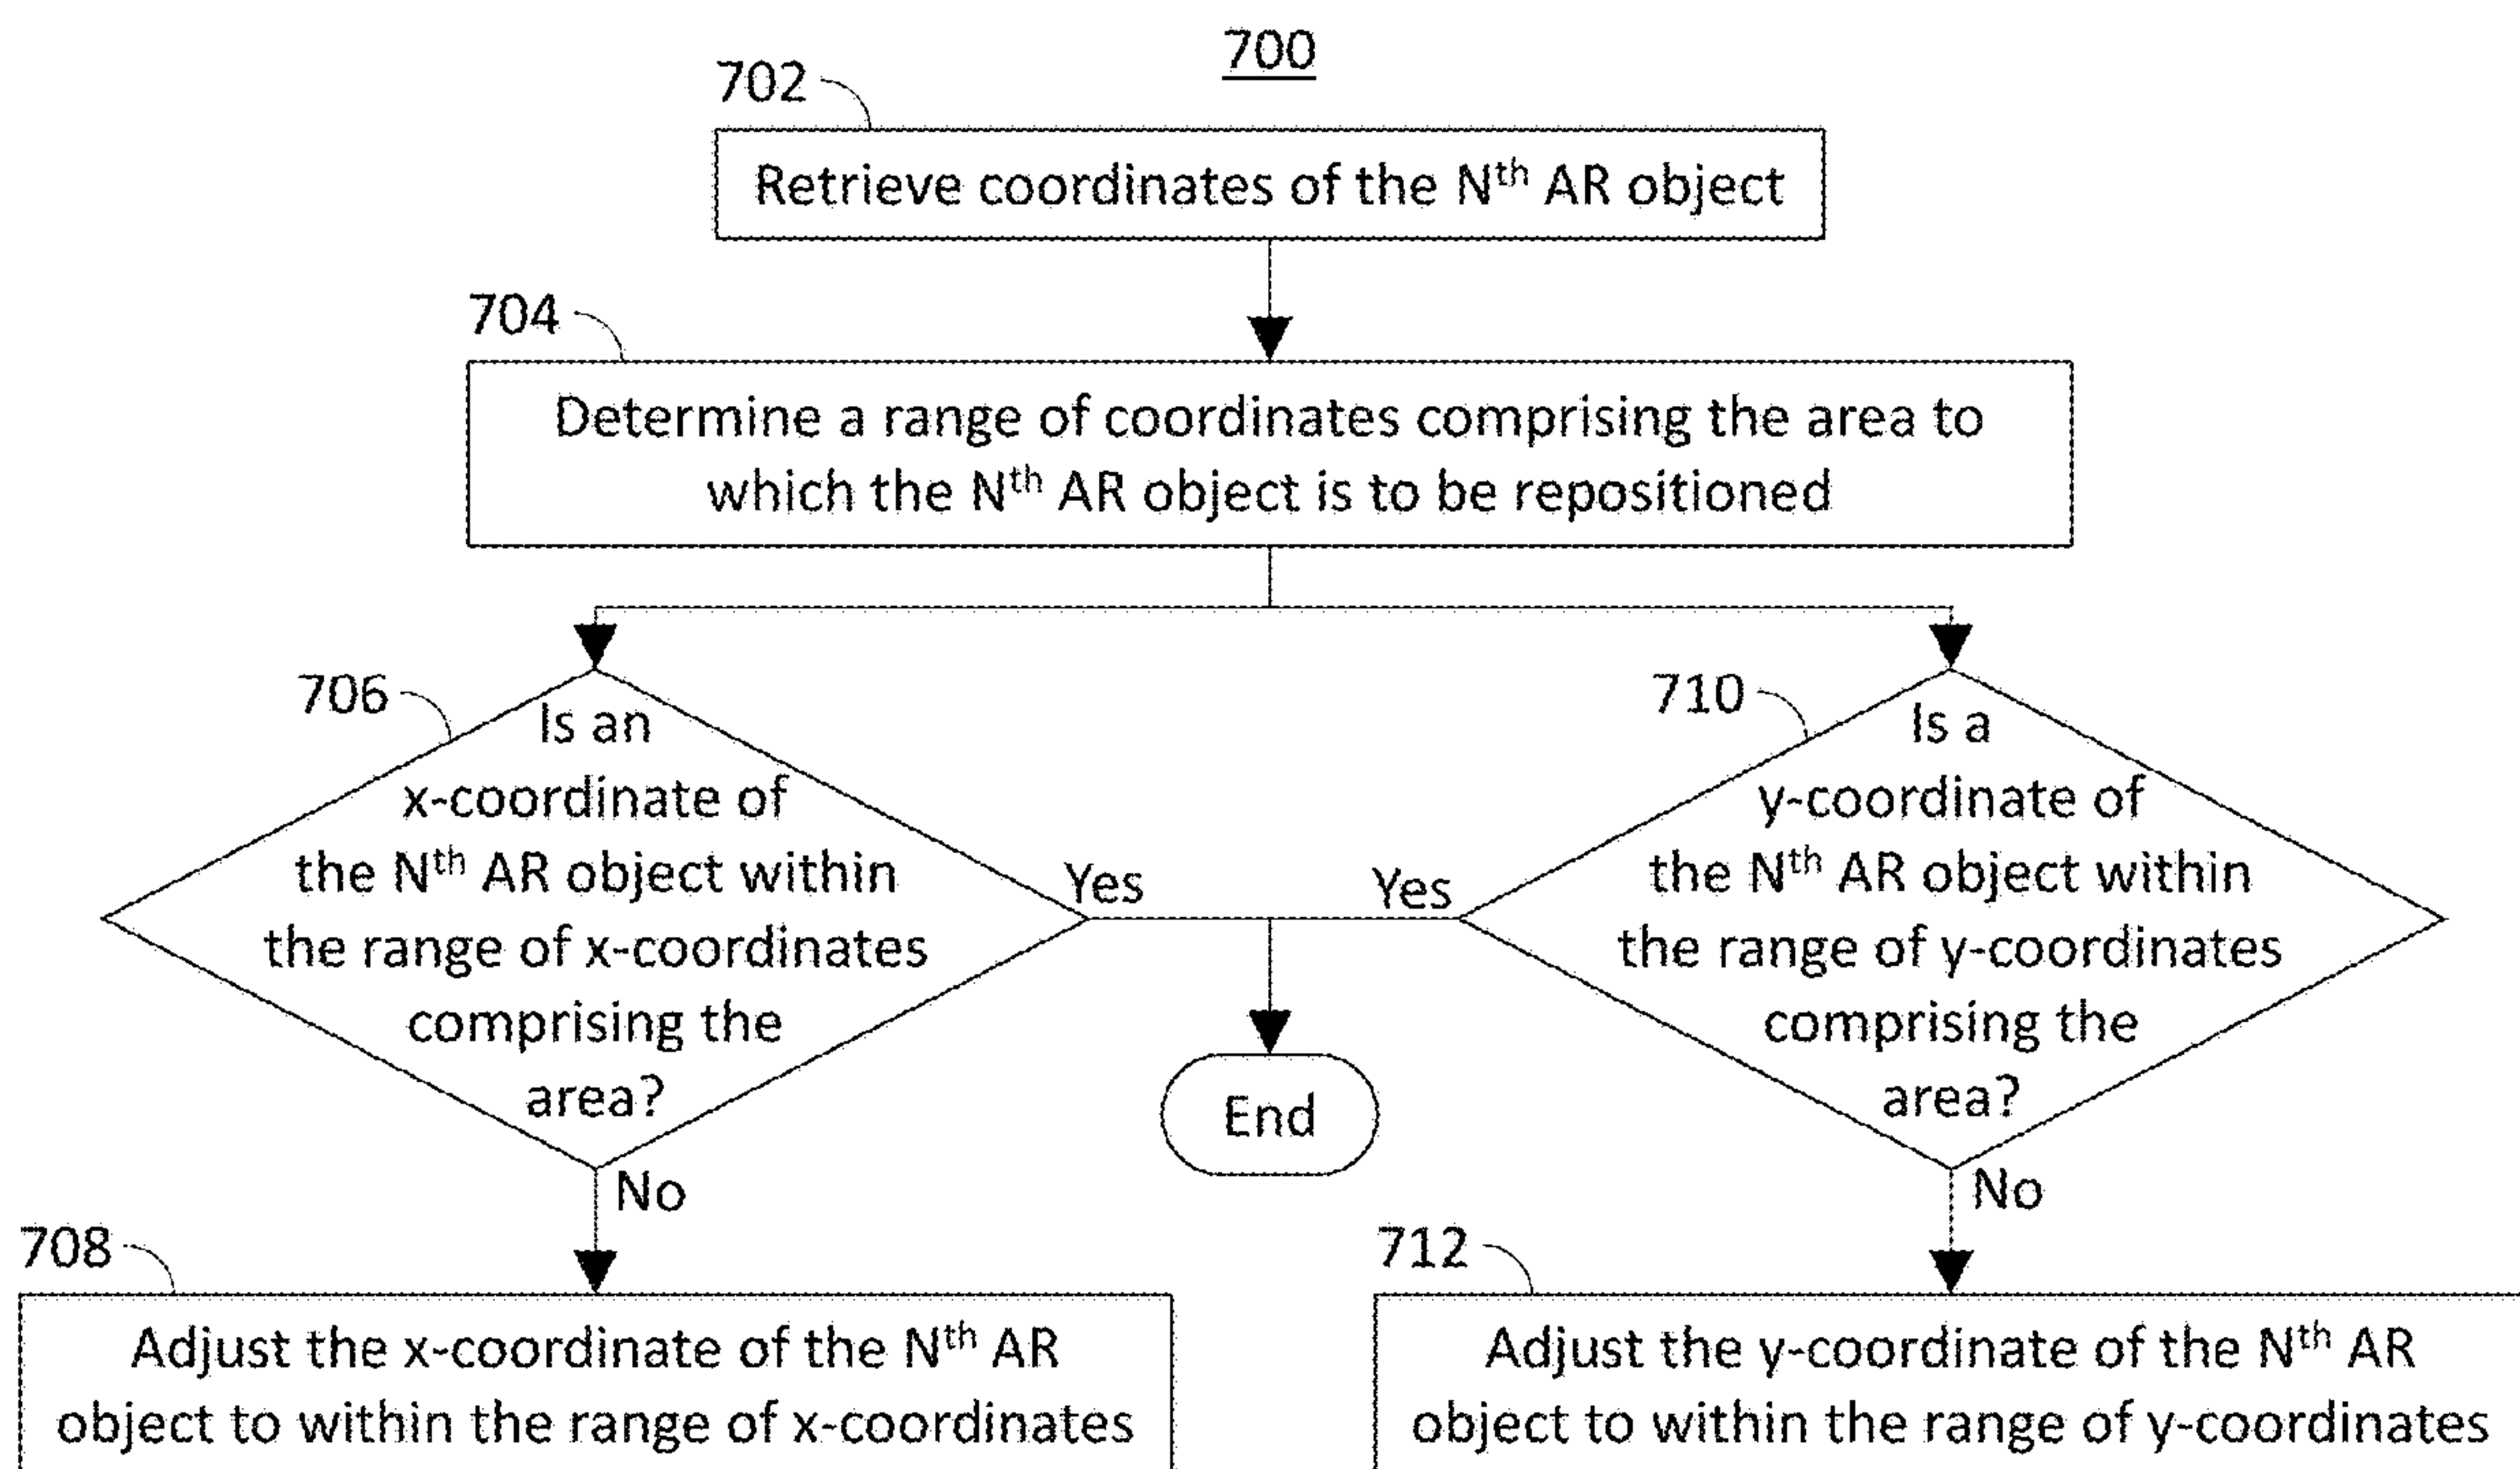 700
702
Retrieve coordinates of the Nth AR object
704
Determine a range of coordinates comprising the area to
which the Nth AR object is to be repositioned
706
Is an
x-coordinate of
the Nth AR object within
the range of x-coordinates
comprising the
area?
Yes
No
710
Is a
y-coordinate of
the Nth AR object within
the range of y-coordinates
comprising the
area?
Yes
No
End
708
Adjust the x-coordinate of the Nth AR
object to within the range of x-coordinates
712
Adjust the y-coordinate of the Nth AR
object to within the range of y-coordinates